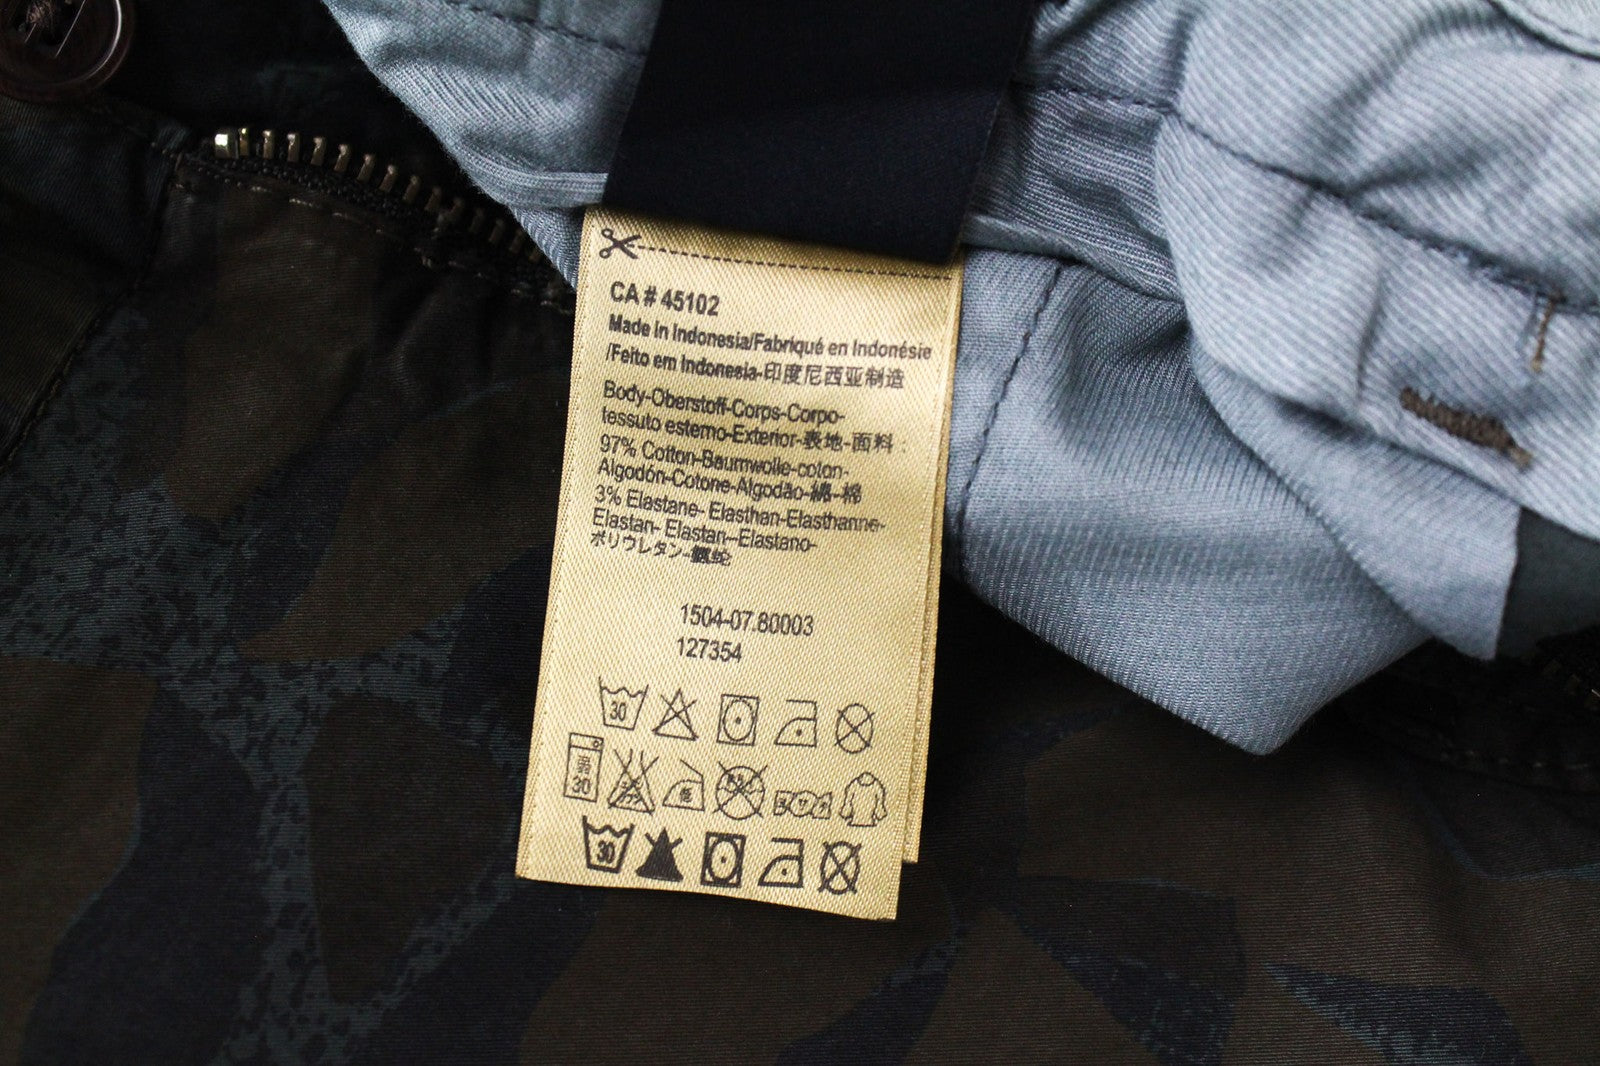 CA # 45102
Made in Indonesia/Fabriqué en Indonésie
/Feito em Indonesia-印度尼西亚制造
Body-Oberstoff-Corps-Corpo-
tessuto esterno-Exterior-表地-面料:
97% Cotton-Baumwolle-coton-
Algodón-Cotone-Algodão-綿-棉
3% Elastane- Elasthan-Elasthanne-
Elastan- Elastan--Elastano-
ポリウレタン-
1504-07.80003
127354
30
30
30